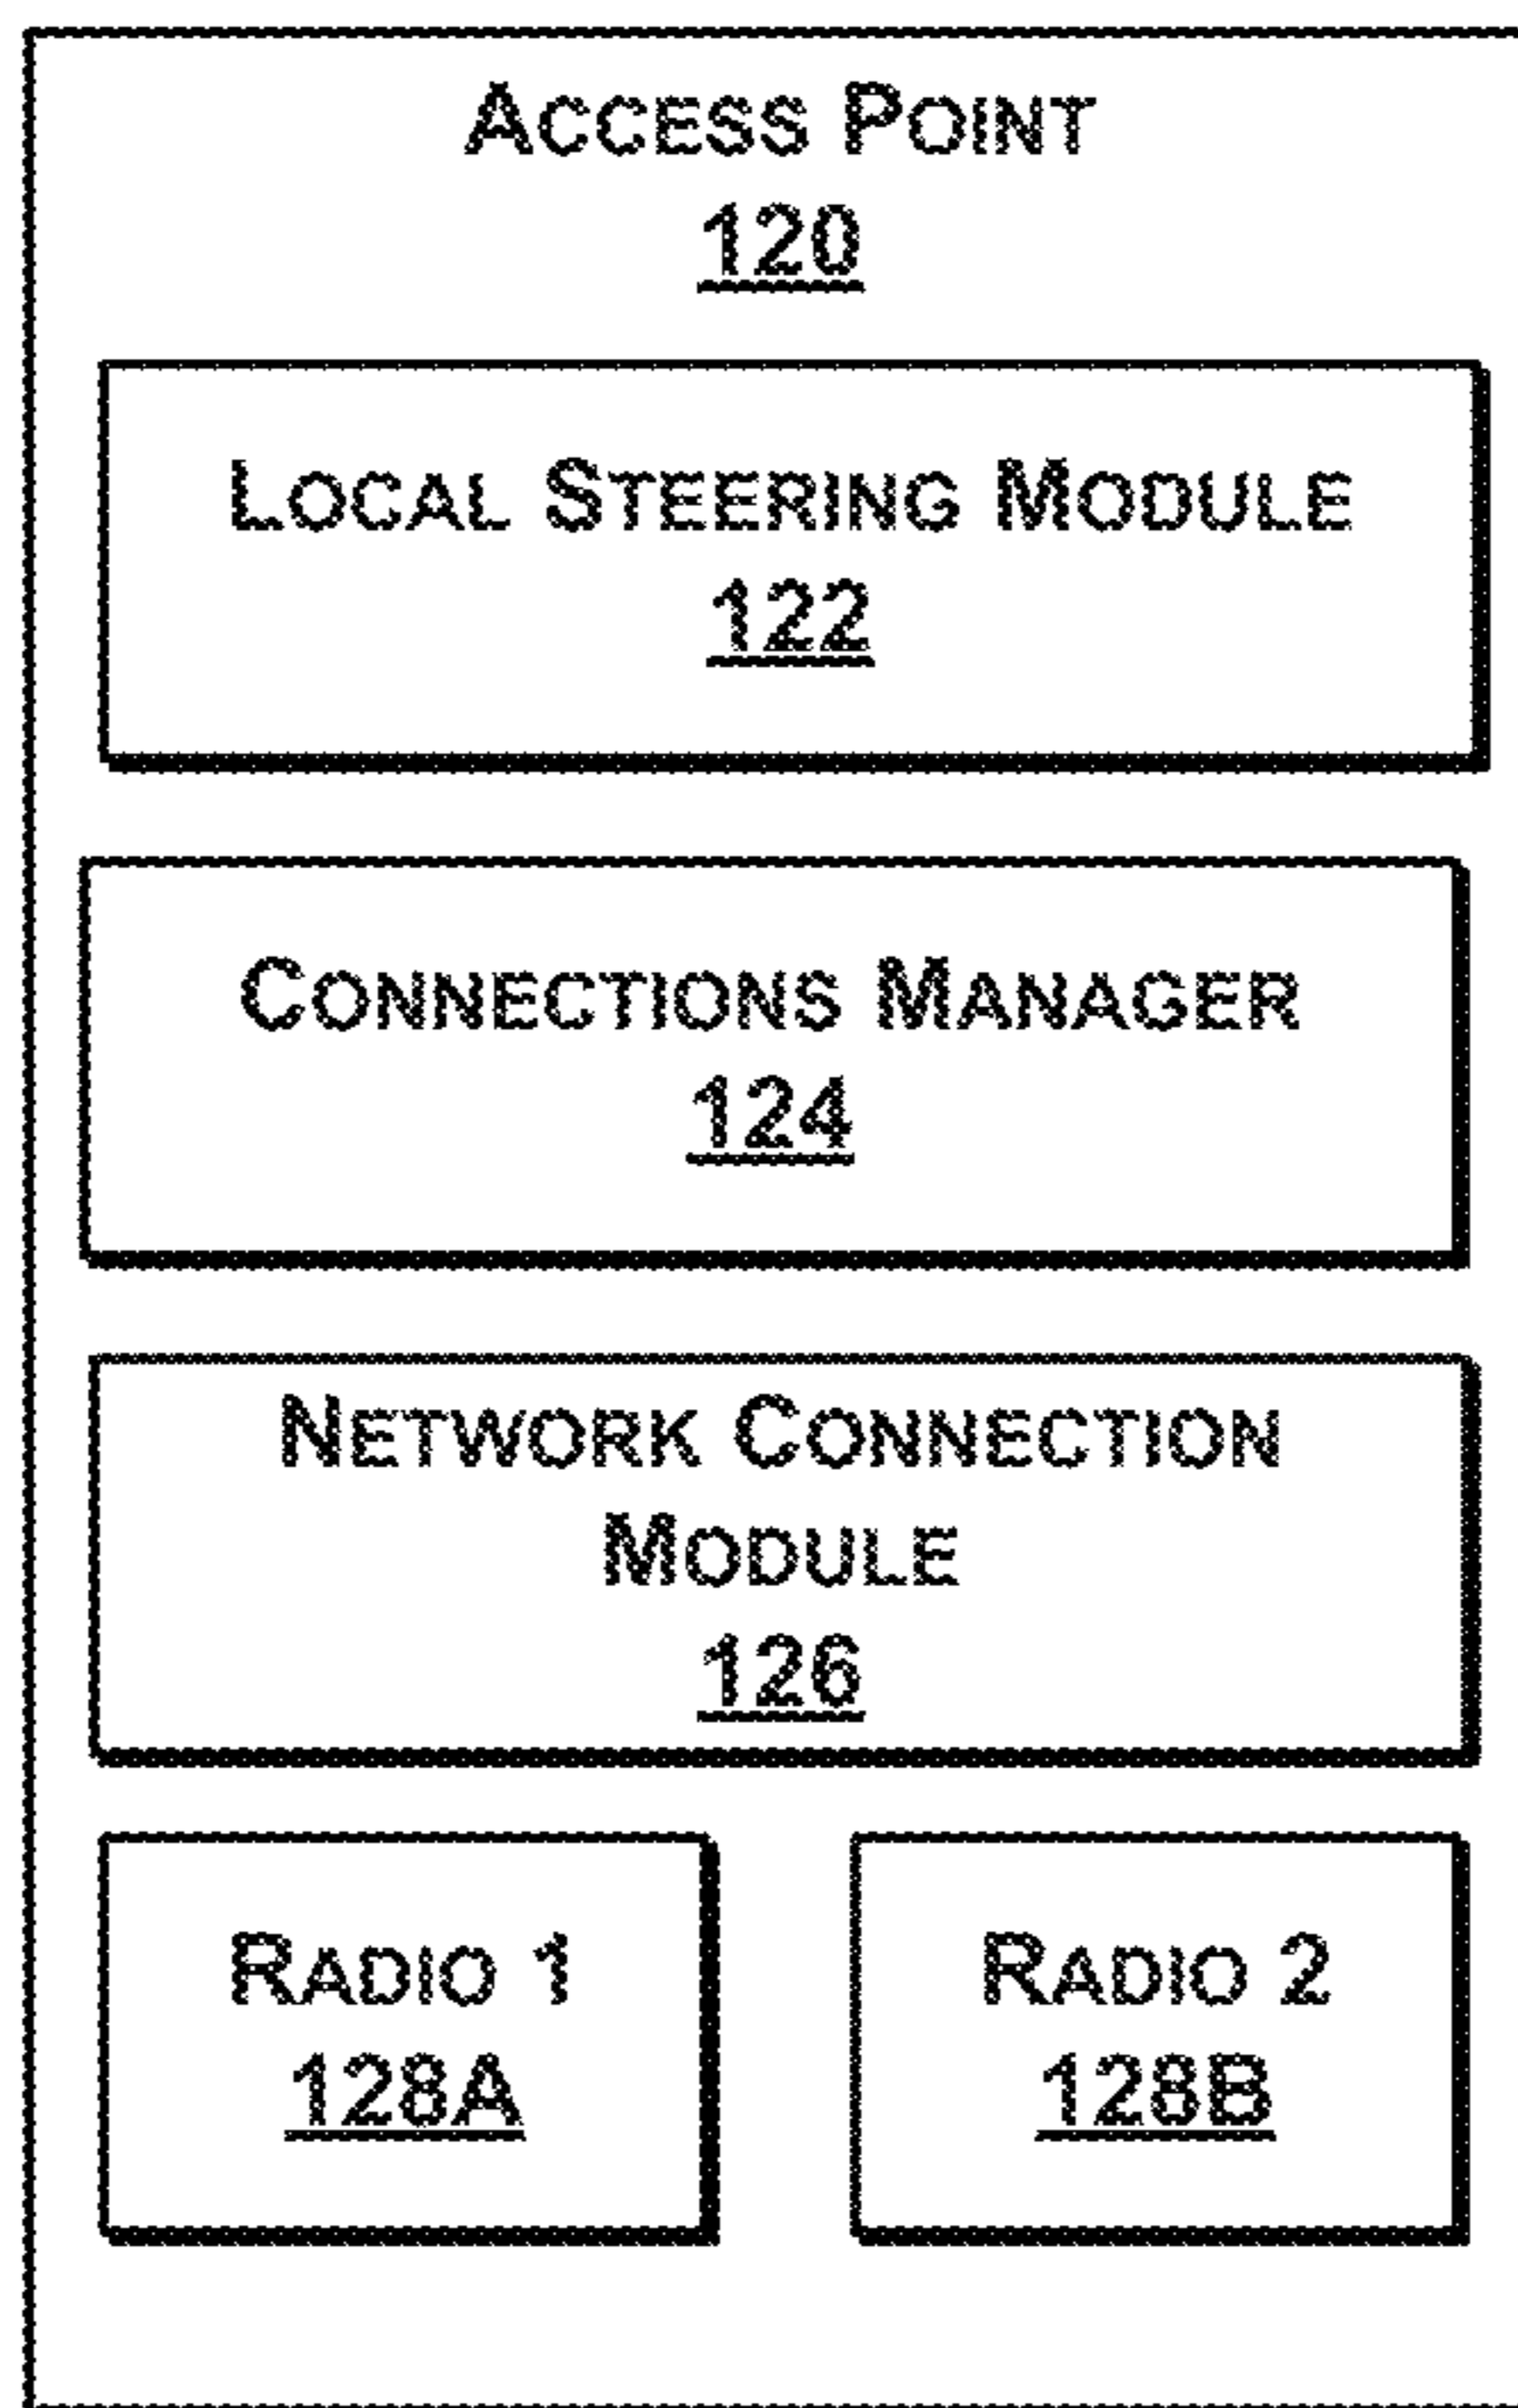 ACCESS POINT
120
LOCAL STEERING MODULE
122
CONNECTIONS MANAGER
124
NETWORK CONNECTION
MODULE
126
RADIO 1
128A
RADIO 2
128B